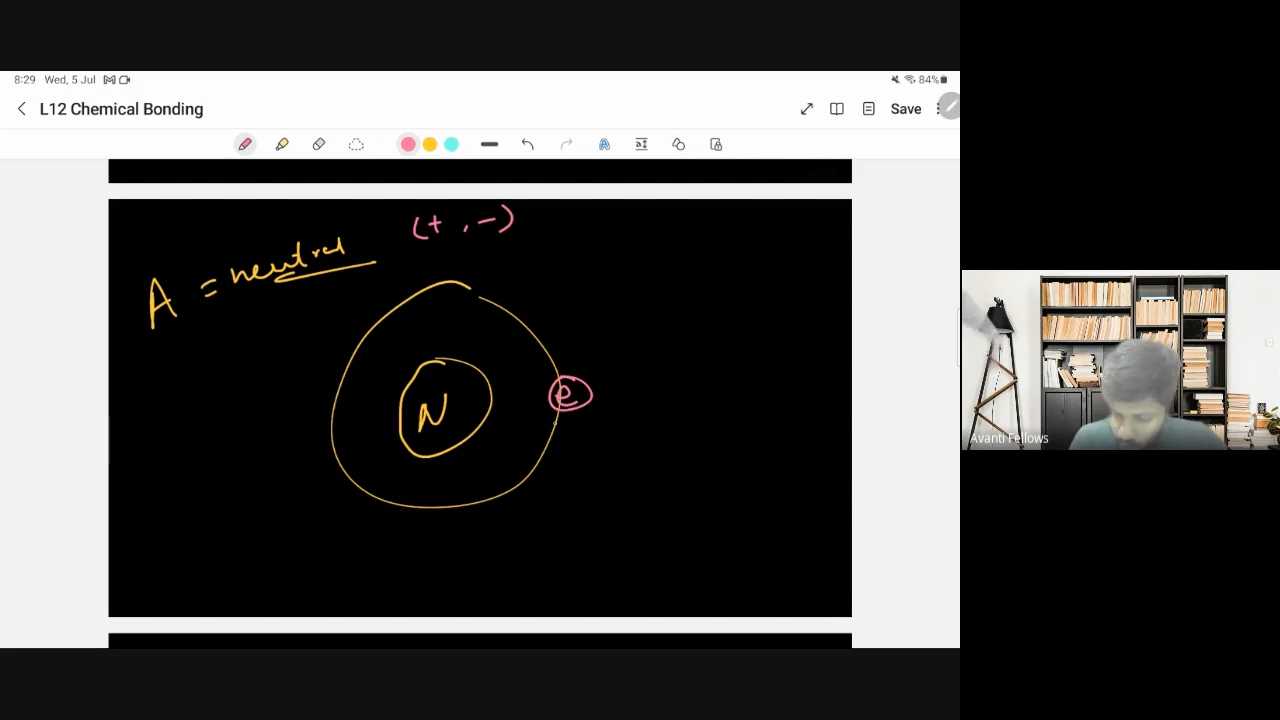 8:29 Wed, 5 Jul
84%
L12 Chemical Bonding
Save
A = neutral
(+ , -)
N
e
Avanti Fellows